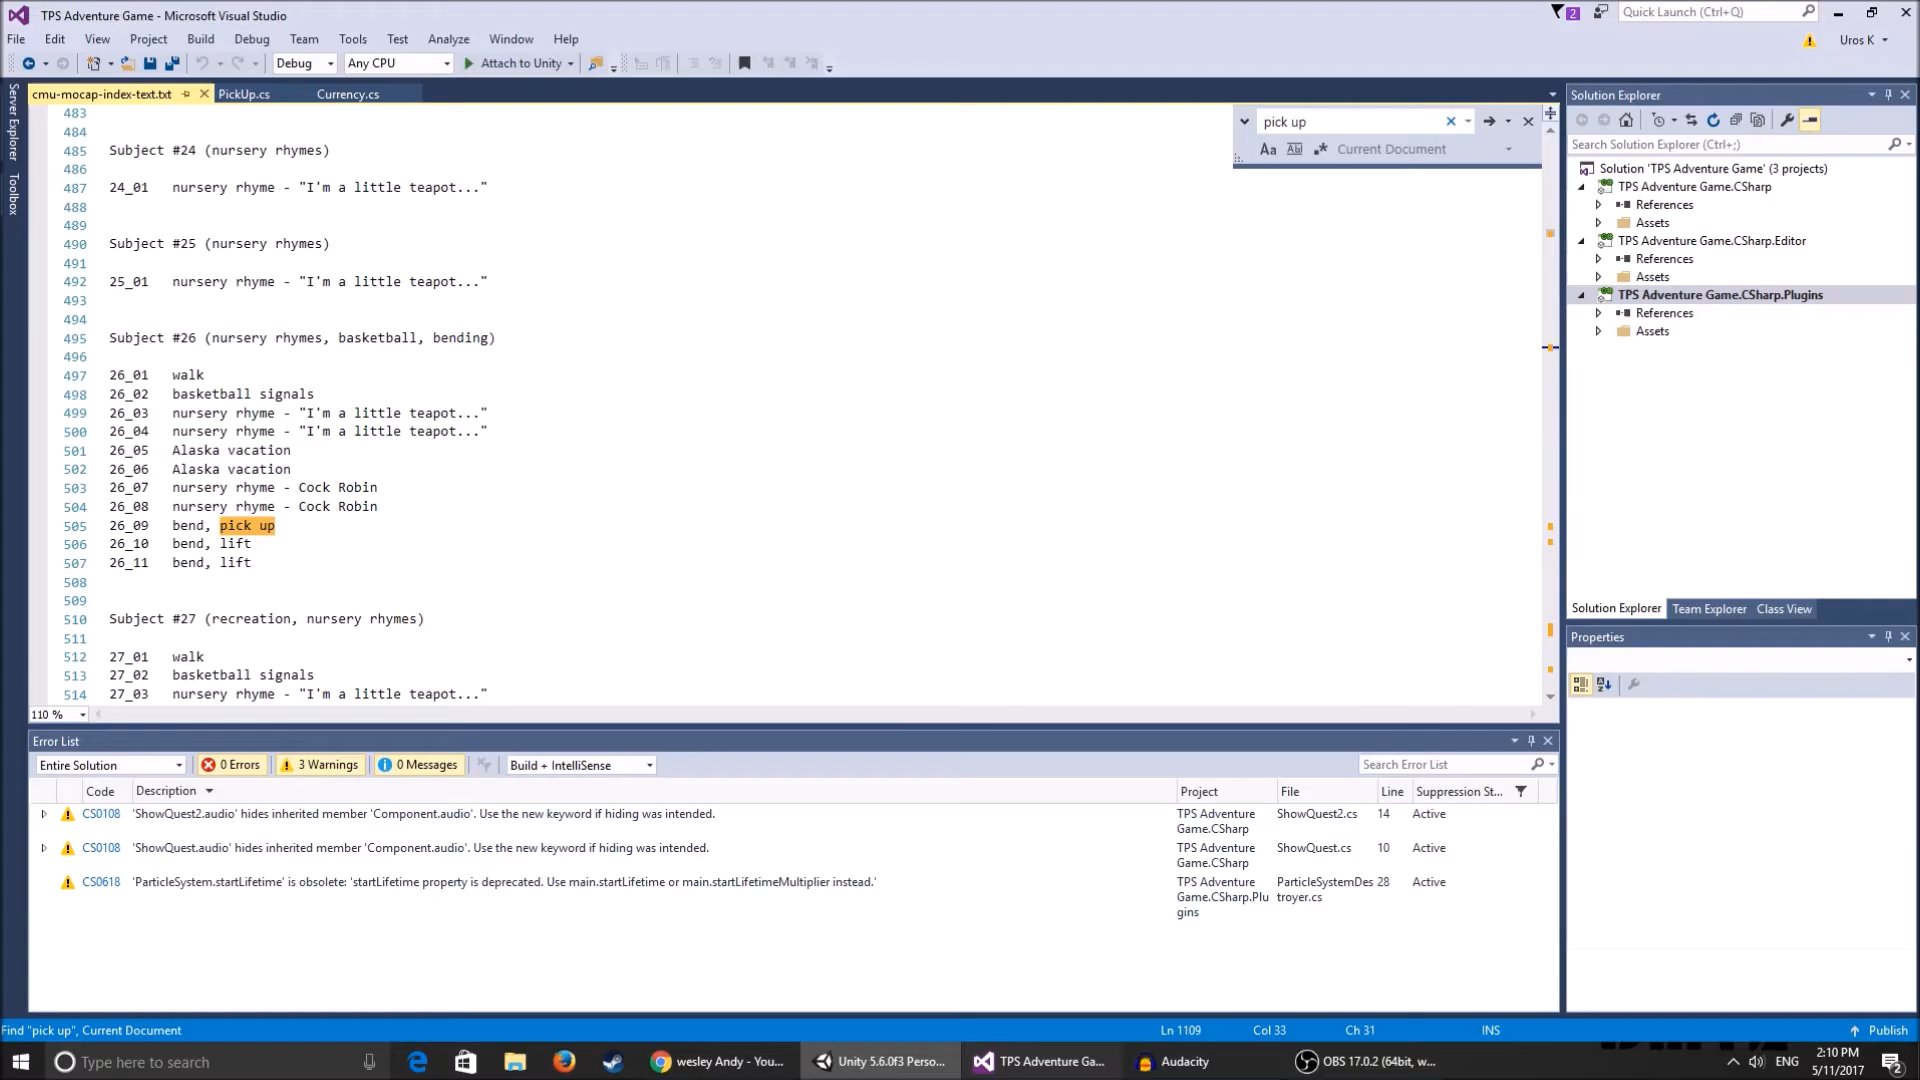 TPS Adventure Game - Microsoft Visual Studio
2
Quick Launch (Ctrl+Q)
File Edit View Project Build Debug Team Tools Test Analyze Window Help
Uros K
Debug Any CPU Attach to Unity
Server Explorer
Toolbox
cmu-mocap-index-text.txt PickUp.cs Currency.cs
pick up
Aa Ab Current Document
483
484
485 Subject #24 (nursery rhymes)
486
487 24_01 nursery rhyme - "I'm a little teapot..."
488
489
490 Subject #25 (nursery rhymes)
491
492 25_01 nursery rhyme - "I'm a little teapot..."
493
494
495 Subject #26 (nursery rhymes, basketball, bending)
496
497 26_01 walk
498 26_02 basketball signals
499 26_03 nursery rhyme - "I'm a little teapot..."
500 26_04 nursery rhyme - "I'm a little teapot..."
501 26_05 Alaska vacation
502 26_06 Alaska vacation
503 26_07 nursery rhyme - Cock Robin
504 26_08 nursery rhyme - Cock Robin
505 26_09 bend, pick up
506 26_10 bend, lift
507 26_11 bend, lift
508
509
510 Subject #27 (recreation, nursery rhymes)
511
512 27_01 walk
513 27_02 basketball signals
514 27_03 nursery rhyme - "I'm a little teapot..."
110 %
Solution Explorer
Search Solution Explorer (Ctrl+;)
Solution 'TPS Adventure Game' (3 projects)
TPS Adventure Game.CSharp
References
Assets
TPS Adventure Game.CSharp.Editor
References
Assets
TPS Adventure Game.CSharp.Plugins
References
Assets
Solution Explorer Team Explorer Class View
Properties
Error List
Entire Solution 0 Errors 3 Warnings 0 Messages Build + IntelliSense Search Error List
Code Description Project File Line Suppression St...
CS0108 'ShowQuest2.audio' hides inherited member 'Component.audio'. Use the new keyword if hiding was intended. TPS Adventure ShowQuest2.cs 14 Active
Game.CSharp
CS0108 'ShowQuest.audio' hides inherited member 'Component.audio'. Use the new keyword if hiding was intended. TPS Adventure ShowQuest.cs 10 Active
Game.CSharp
CS0618 'ParticleSystem.startLifetime' is obsolete: 'startLifetime property is deprecated. Use main.startLifetime or main.startLifetimeMultiplier instead.' TPS Adventure ParticleSystemDes 28 Active
Game.CSharp.Plu troyer.cs
gins
Find "pick up", Current Document Ln 1109 Col 33 Ch 31 INS Publish
Type here to search wesley Andy - You... Unity 5.6.0f3 Perso... TPS Adventure Ga... Audacity OBS 17.0.2 (64bit, w... ENG 2:10 PM
5/11/2017
2